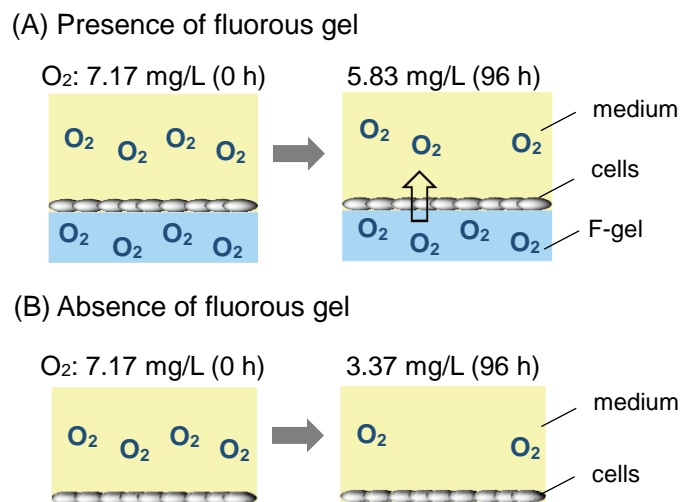 (A) Presence of fluorous gel
O₂: 7.17 mg/L (0 h)
5.83 mg/L (96 h)
O₂ O₂ O₂ O₂
O₂ O₂ O₂
medium
cells
O₂ O₂ O₂ O₂
O₂ O₂ O₂ O₂
F-gel
(B) Absence of fluorous gel
O₂: 7.17 mg/L (0 h)
3.37 mg/L (96 h)
O₂ O₂ O₂ O₂
O₂ O₂
medium
cells